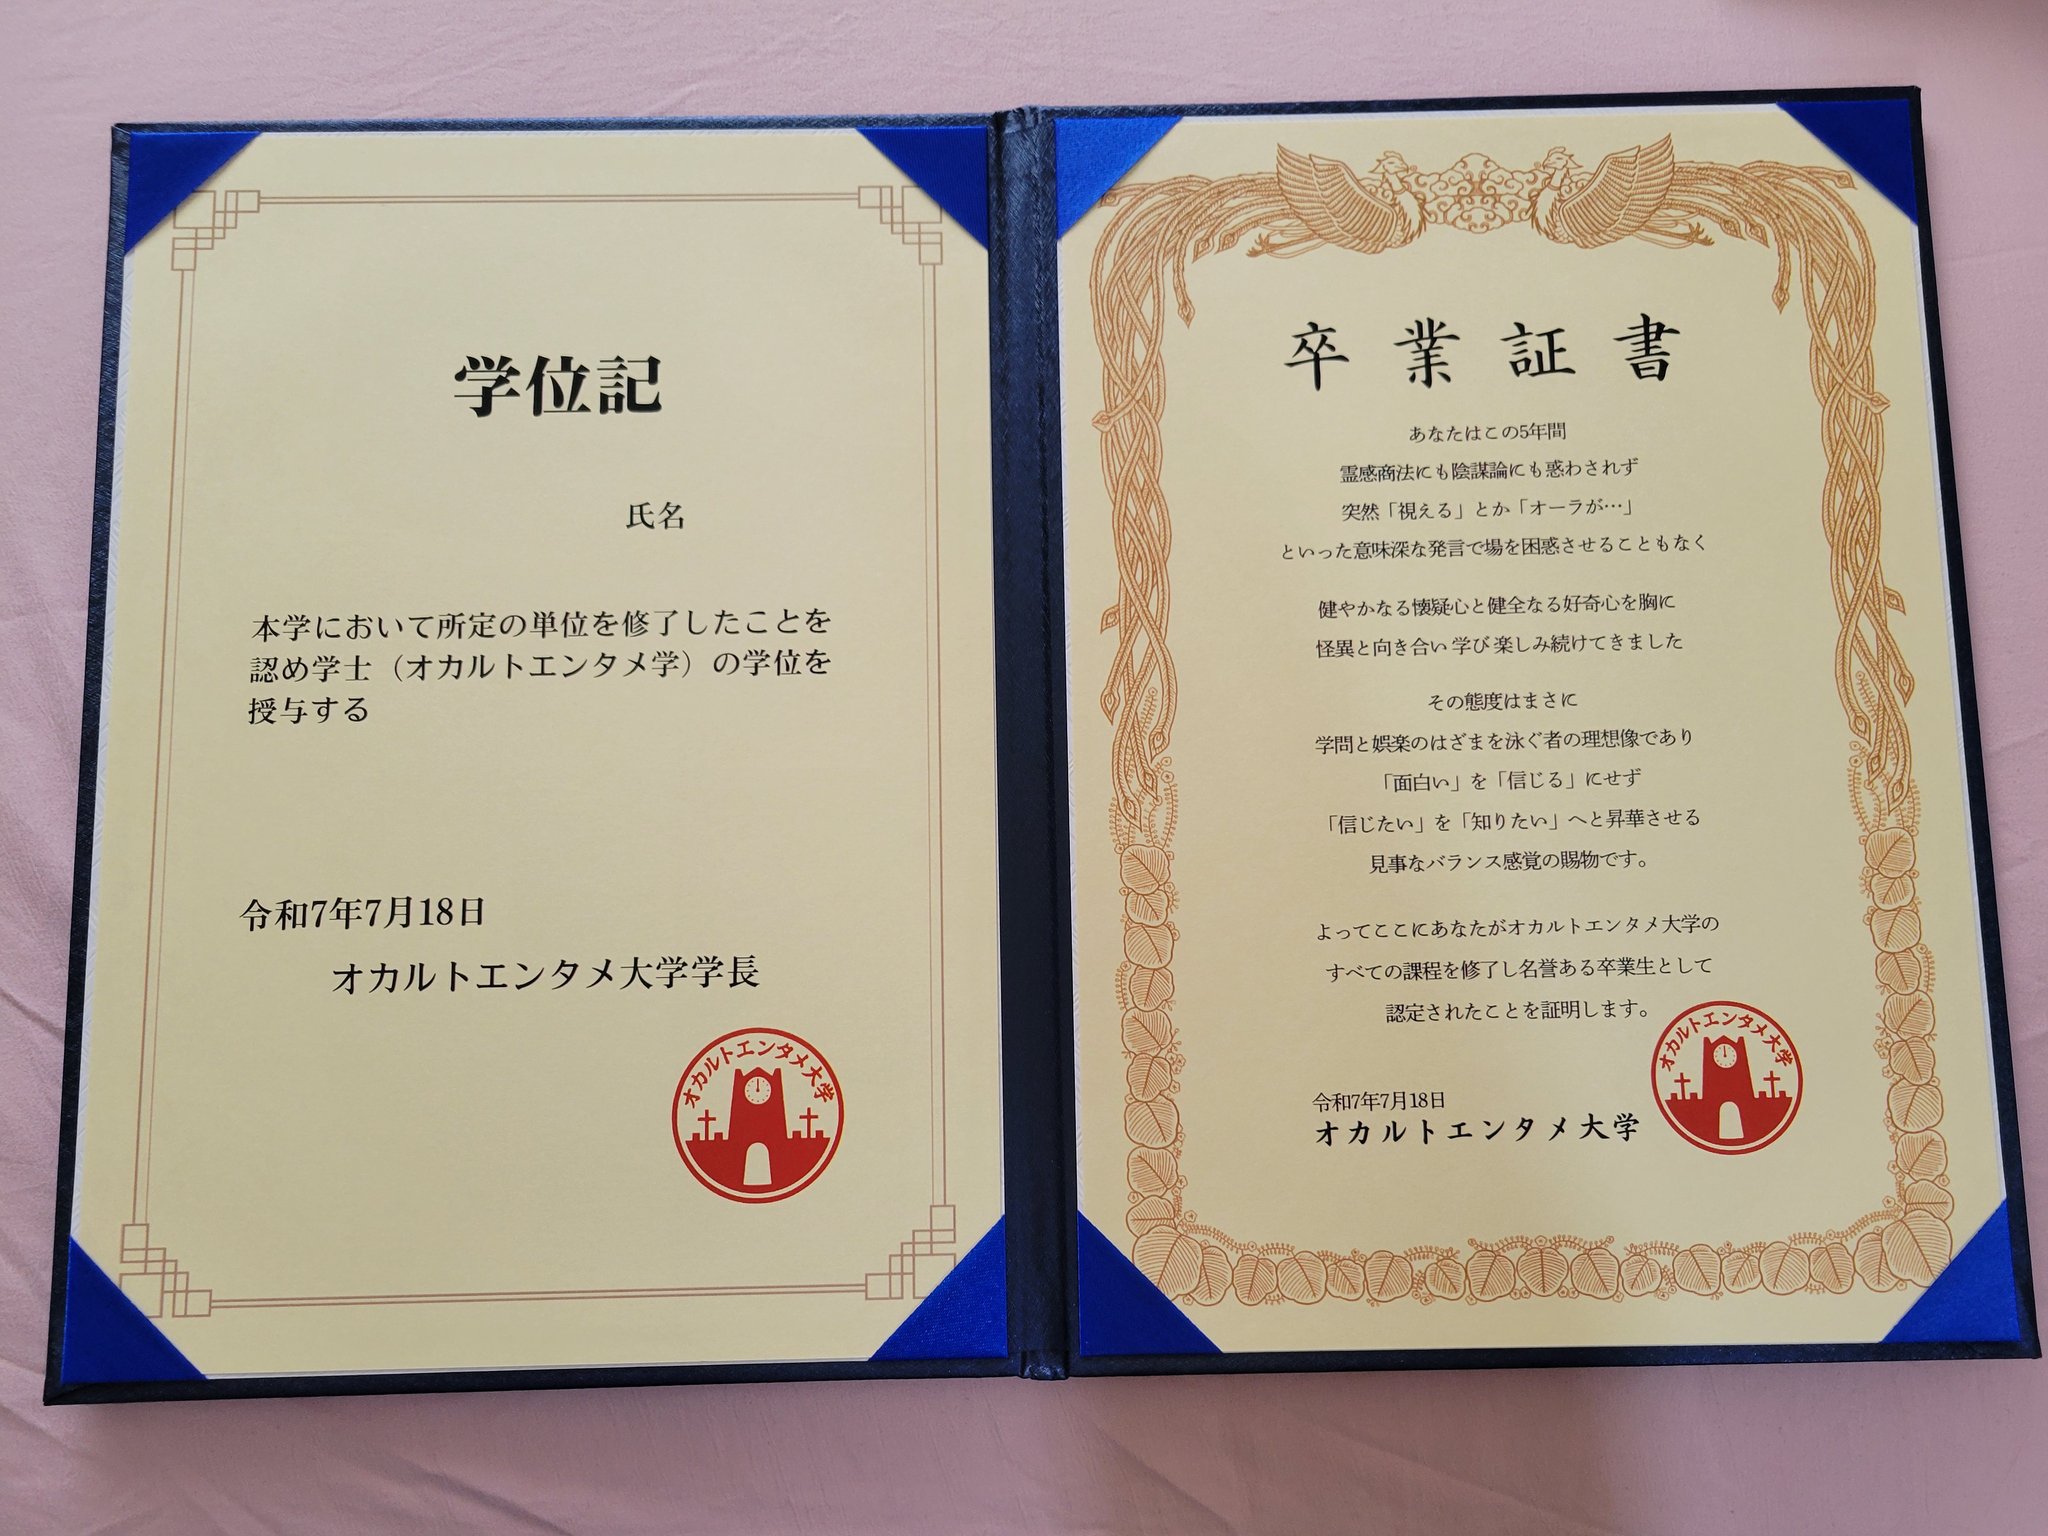 学位記
氏名
本学において所定の単位を修了したことを
認め学士（オカルトエンタメ学）の学位を
授与する
令和7年7月18日
オカルトエンタメ大学学長
オカルトエンタメ大学
卒業証書
あなたはこの5年間
霊感商法にも陰謀論にも惑わされず
突然「視える」とか「オーラが…」
といった意味深な発言で場を困惑させることもなく
健やかなる懐疑心と健全なる好奇心を胸に
怪異と向き合い 学び 楽しみ続けてきました
その態度はまさに
学問と娯楽のはざまを泳ぐ者の理想像であり
「面白い」を「信じる」にせず
「信じたい」を「知りたい」へと昇華させる
見事なバランス感覚の賜物です。
よってここにあなたがオカルトエンタメ大学の
すべての課程を修了し名誉ある卒業生として
認定されたことを証明します。
令和7年7月18日
オカルトエンタメ大学
オカルトエンタメ大学